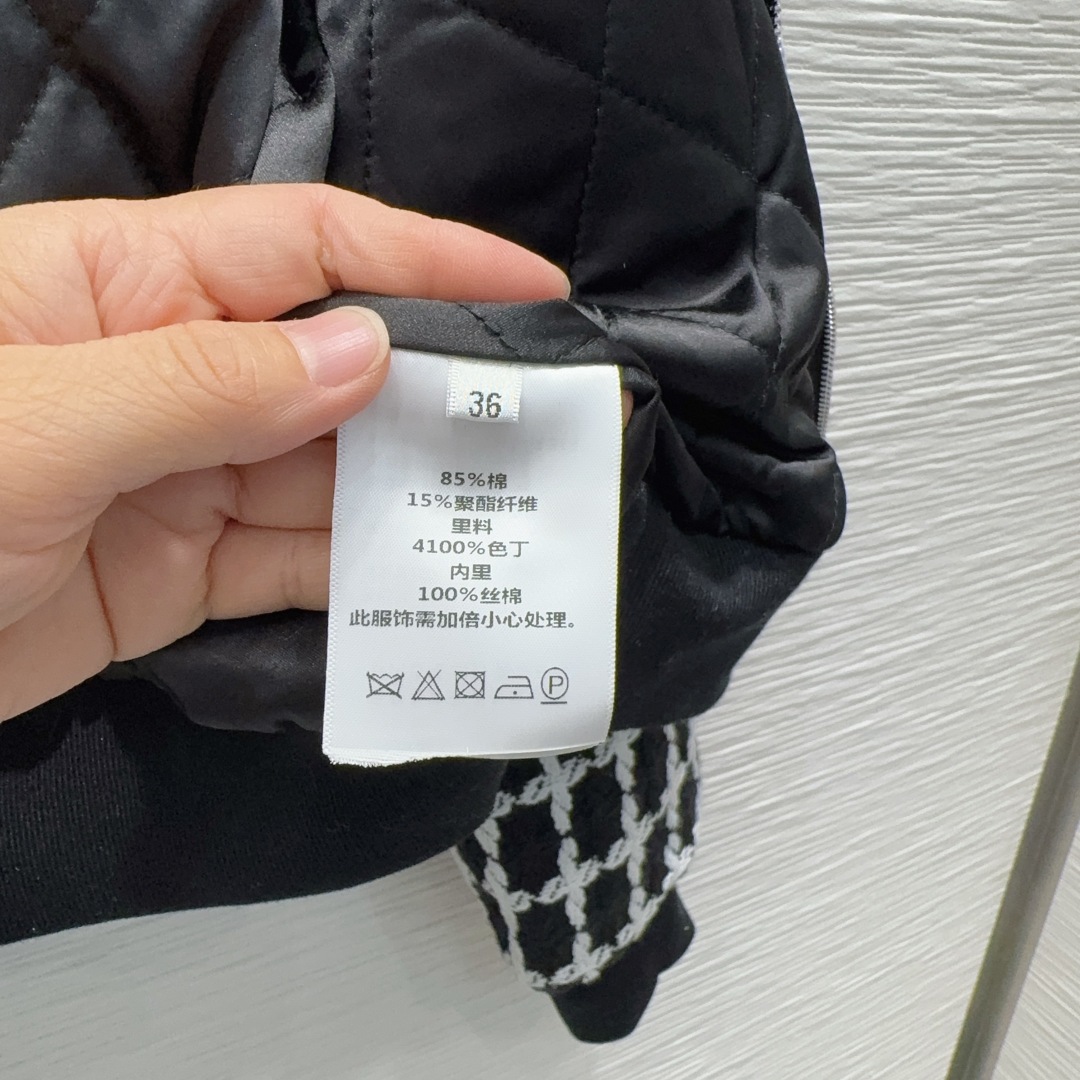 36
85%棉
15%聚酯纤维
里料
4100%色丁
内里
100%丝棉
此服饰需加倍小心处理。
P